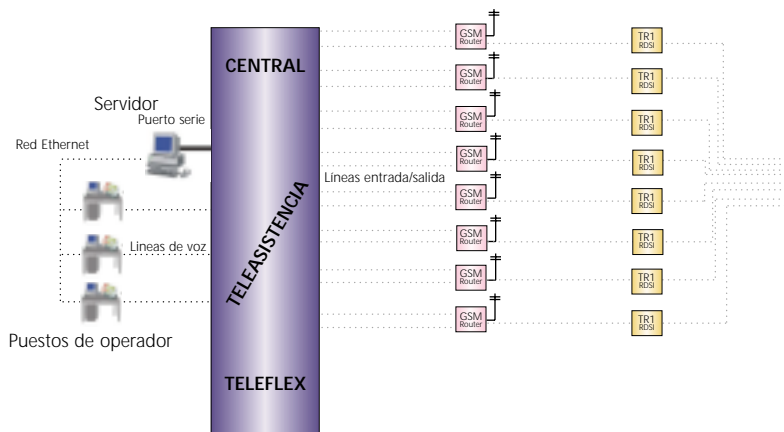 CENTRAL
TELEASISTENCIA
TELEFLEX
Servidor
Puerto serie
Red Ethernet
Líneas de voz
Puestos de operador
Líneas entrada/salida
GSM
Router
TR1
RDSI
GSM
Router
TR1
RDSI
GSM
Router
TR1
RDSI
GSM
Router
TR1
RDSI
GSM
Router
TR1
RDSI
GSM
Router
TR1
RDSI
GSM
Router
TR1
RDSI
GSM
Router
TR1
RDSI